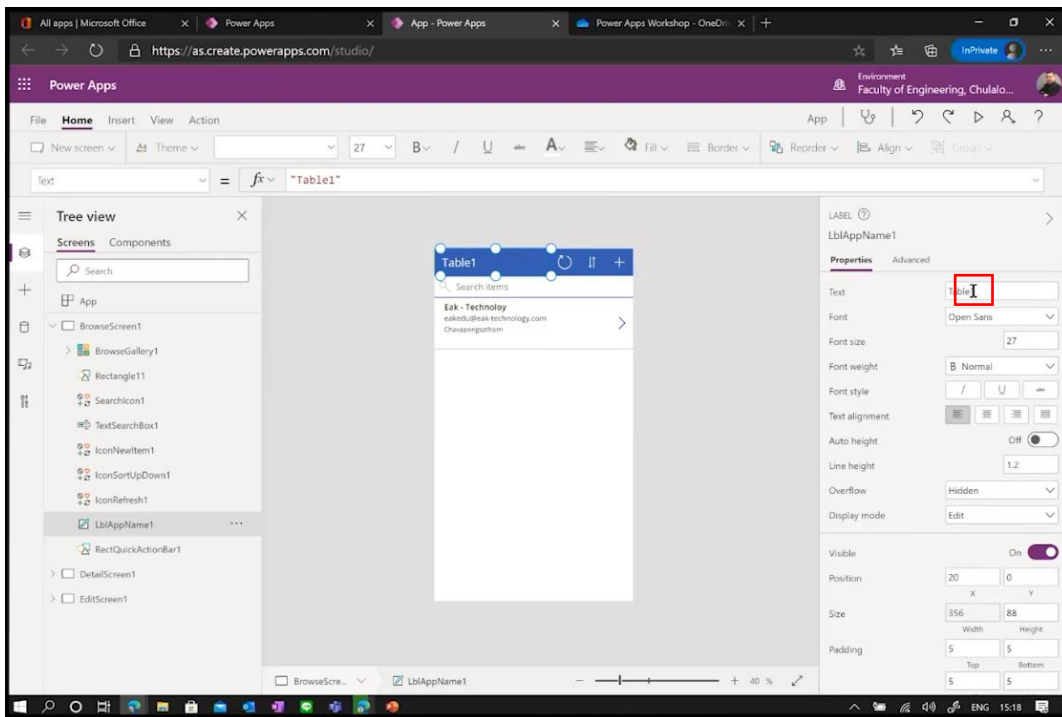 All apps | Microsoft Office
Power Apps
App - Power Apps
Power Apps Workshop - OneDri
https://as.create.powerapps.com/studio/
InPrivate
Power Apps
Environment
Faculty of Engineering, Chulalo...
File Home Insert View Action
App
New screen
Theme
27
B / U abc A
Fill
Border
Reorder
Align
Group
Text
= fx "Table1"
Tree view
Screens Components
Search
App
BrowseScreen1
BrowseGallery1
Rectangle11
SearchIcon1
TextSearchBox1
IconNewItem1
IconSortUpDown1
IconRefresh1
LblAppName1 ...
RectQuickActionBar1
DetailScreen1
EditScreen1
Table1
Search items
Eak - Technoloy
eakedu@eak-technology.com
Chavapongsathorn
LABEL
LblAppName1
Properties Advanced
Text Table1
Font Open Sans
Font size 27
Font weight B Normal
Font style / U abc
Text alignment
Auto height Off
Line height 1.2
Overflow Hidden
Display mode Edit
Visible On
Position 20 0
X Y
Size 356 88
Width Height
Padding 5 5
Top Bottom
5 5
BrowseScre...
LblAppName1
− + 40 %
ENG 15:18